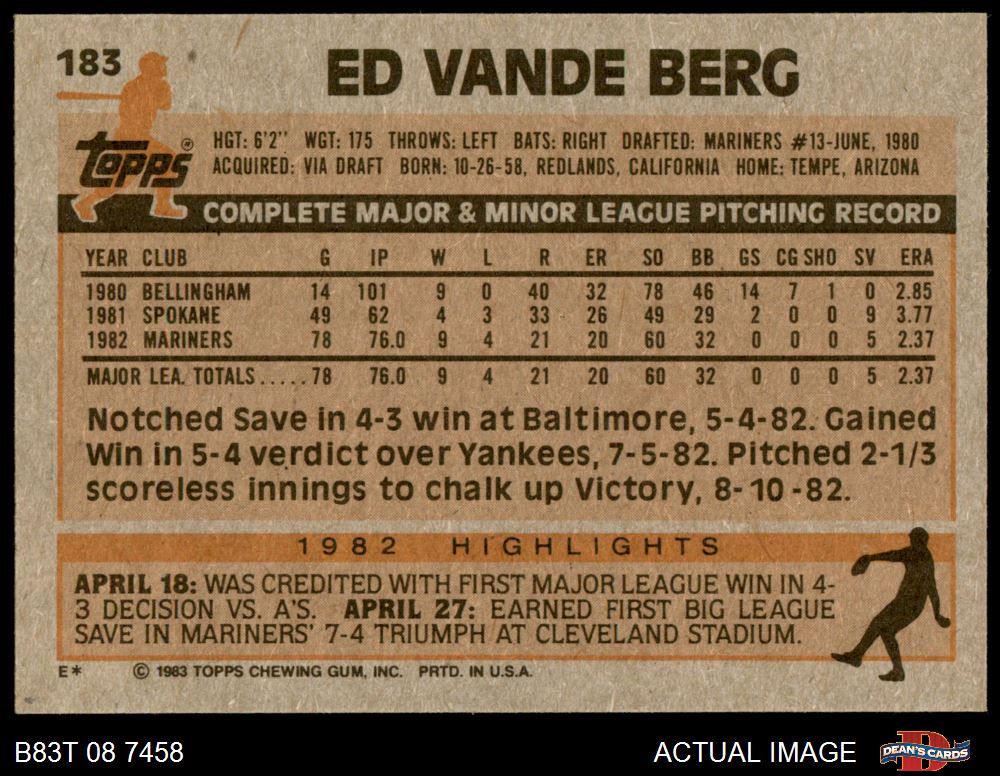 183
ED VANDE BERG
topps®
HGT: 6'2" WGT: 175 THROWS: LEFT BATS: RIGHT DRAFTED: MARINERS #13-JUNE, 1980
ACQUIRED: VIA DRAFT BORN: 10-26-58, REDLANDS, CALIFORNIA HOME: TEMPE, ARIZONA
COMPLETE MAJOR & MINOR LEAGUE PITCHING RECORD
YEAR CLUB G IP W L R ER SO BB GS CG SHO SV ERA
1980 BELLINGHAM 14 101 9 0 40 32 78 46 14 7 1 0 2.85
1981 SPOKANE 49 62 4 3 33 26 49 29 2 0 0 9 3.77
1982 MARINERS 78 76.0 9 4 21 20 60 32 0 0 0 5 2.37
MAJOR LEA. TOTALS.....78 76.0 9 4 21 20 60 32 0 0 0 5 2.37
Notched Save in 4-3 win at Baltimore, 5-4-82. Gained
Win in 5-4 verdict over Yankees, 7-5-82. Pitched 2-1/3
scoreless innings to chalk up Victory, 8-10-82.
1982 HIGHLIGHTS
APRIL 18: WAS CREDITED WITH FIRST MAJOR LEAGUE WIN IN 4-
3 DECISION VS. A'S. APRIL 27: EARNED FIRST BIG LEAGUE
SAVE IN MARINERS' 7-4 TRIUMPH AT CLEVELAND STADIUM.
E* © 1983 TOPPS CHEWING GUM, INC. PRTD. IN U.S.A.
B83T 08 7458 ACTUAL IMAGE DEAN'S CARDS